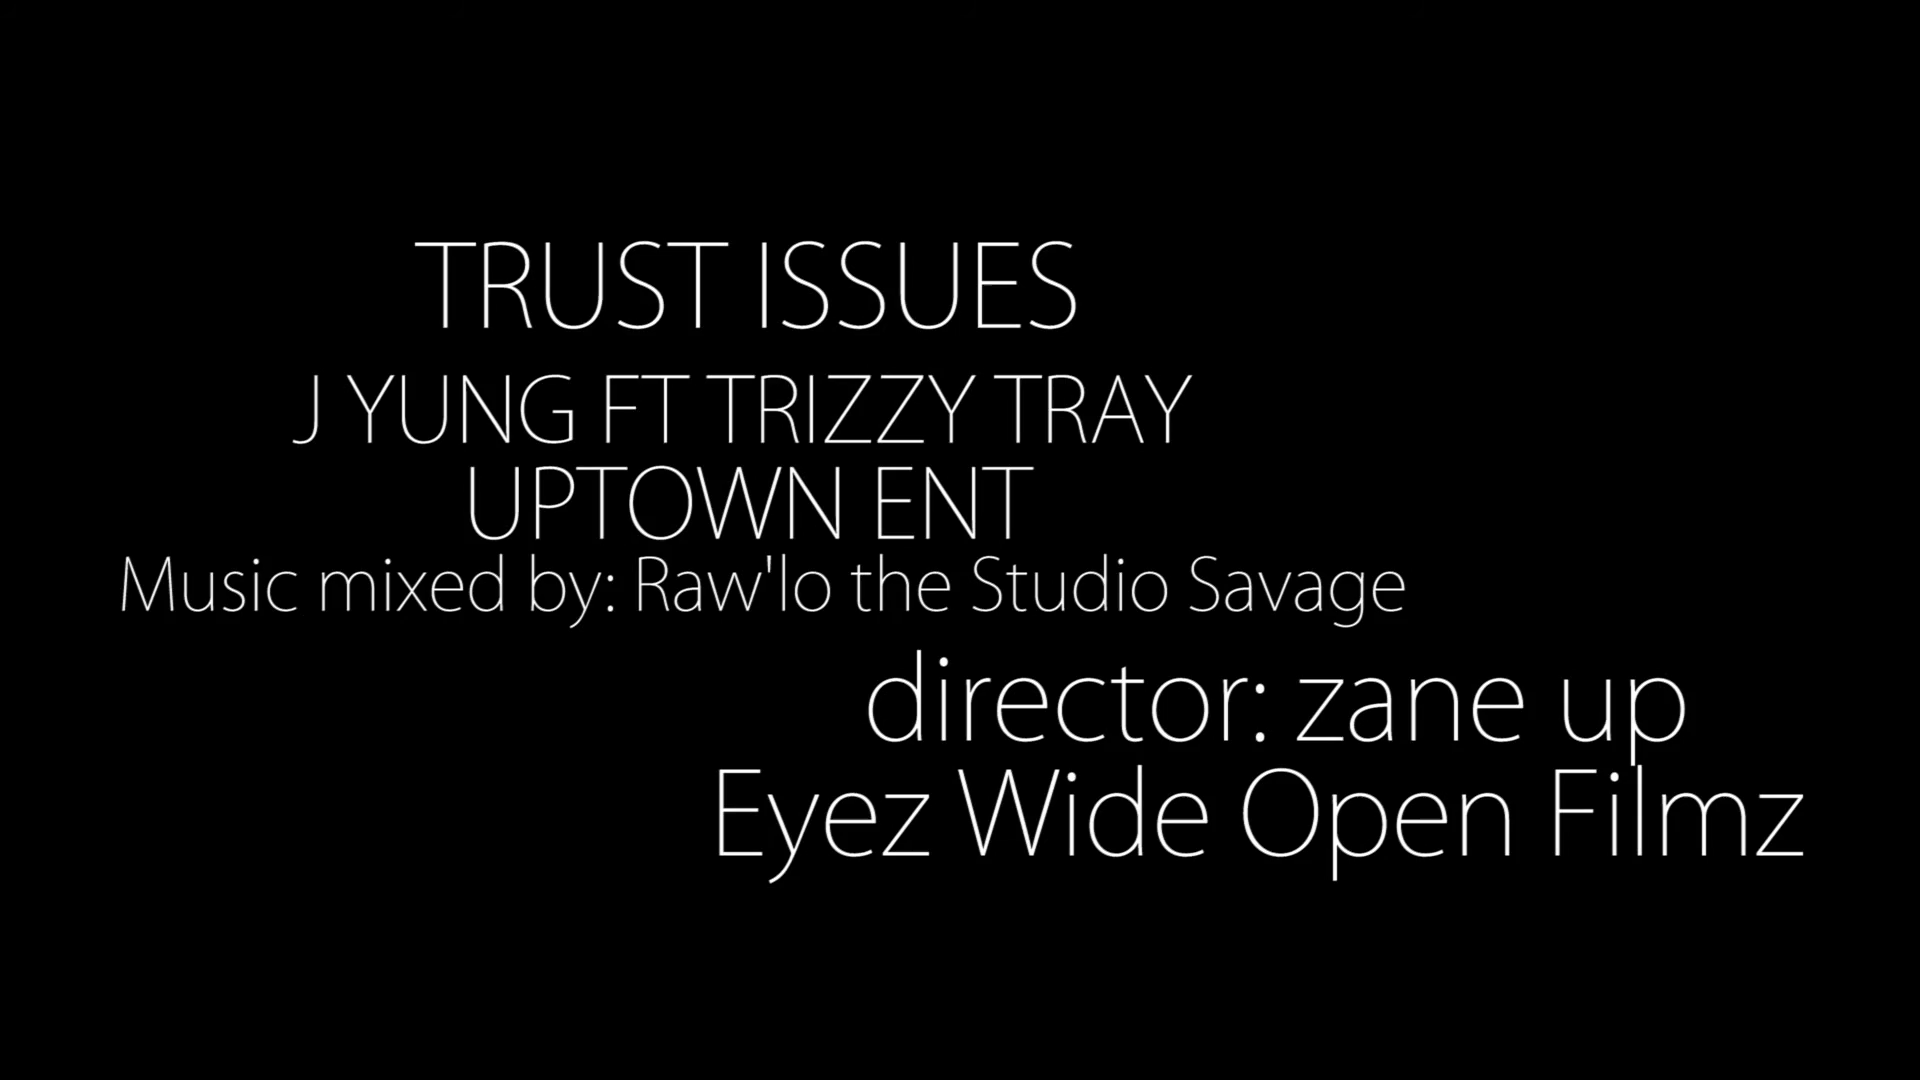 TRUST ISSUES
J YUNG FT TRIZZY TRAY
UPTOWN ENT
Music mixed by: Raw'lo the Studio Savage
director: zane up
Eyez Wide Open Filmz